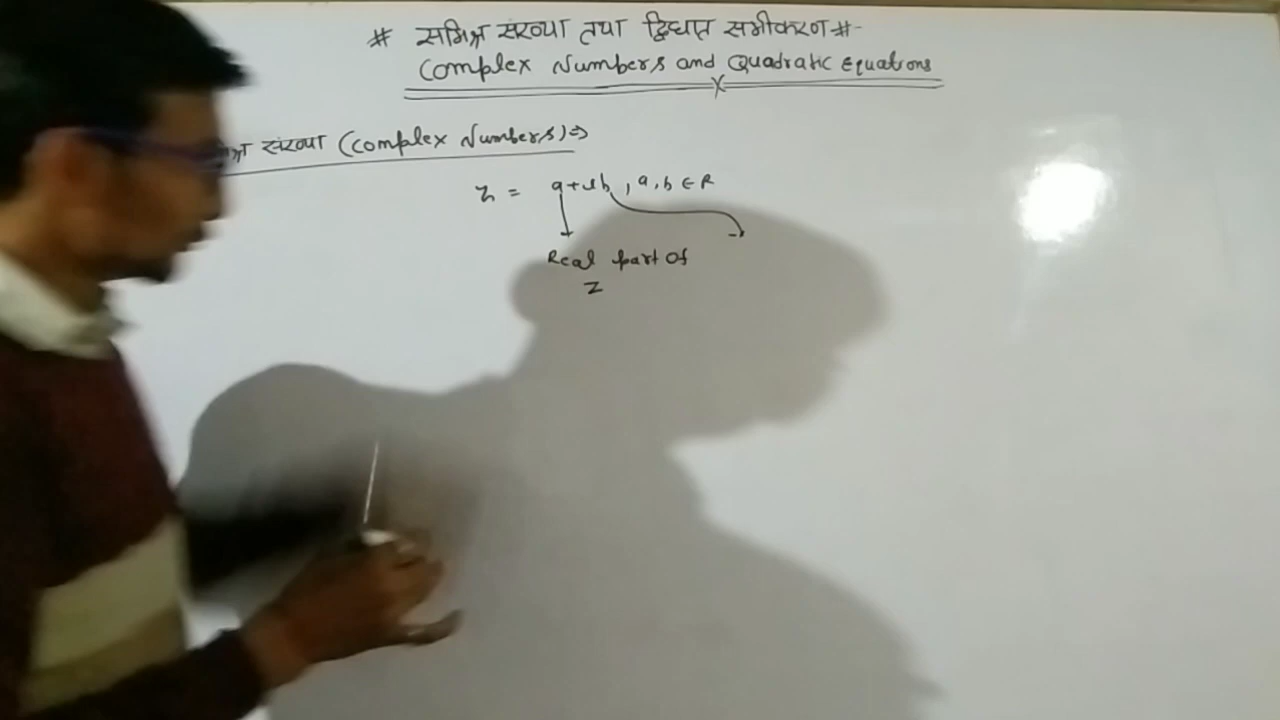 # समिश्र संख्या तथा द्विघात समीकरण #
Complex Numbers and Quadratic Equations
संख्या (Complex Numbers) ⇒
z = a+ib, a,b ∈ R
Real part of
z